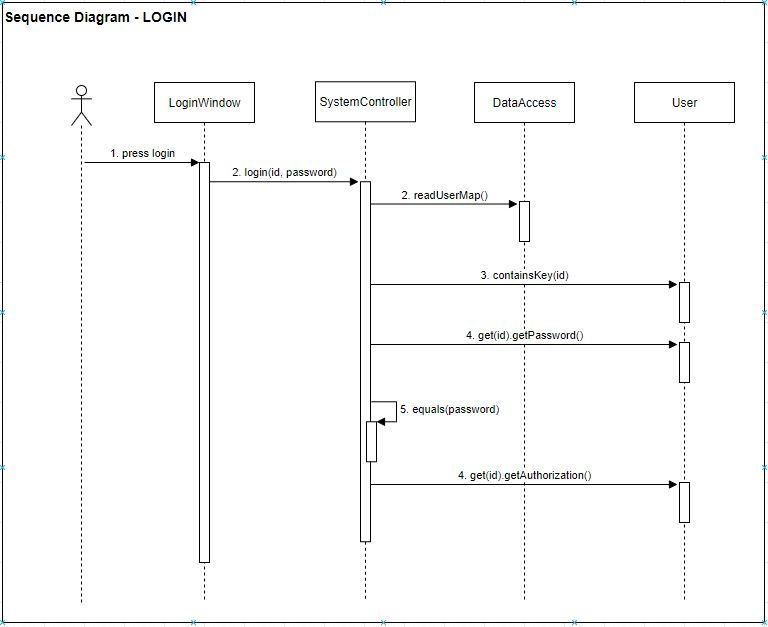 Sequence Diagram - LOGIN
LoginWindow
SystemController
DataAccess
User
1. press login
2. login(id, password)
2. readUserMap()
3. containsKey(id)
4. get(id).getPassword()
5. equals(password)
4. get(id).getAuthorization()